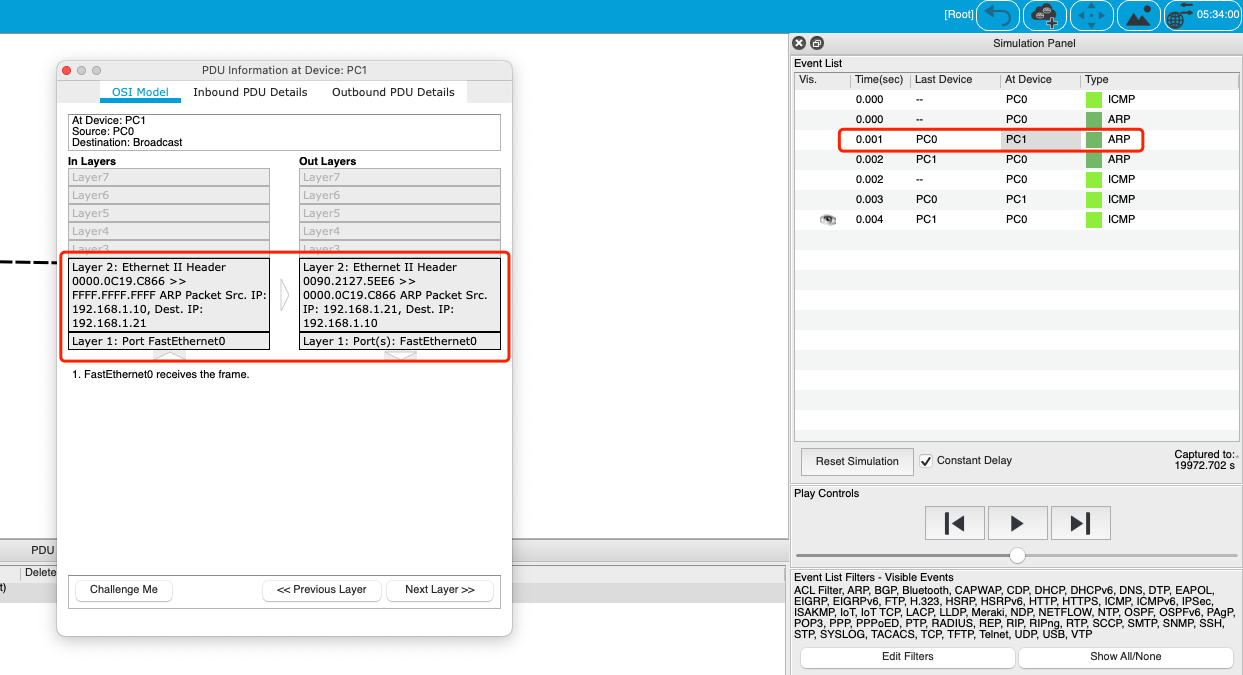 [Root]
05:34:00
PDU Information at Device: PC1
OSI Model
Inbound PDU Details
Outbound PDU Details
At Device: PC1
Source: PC0
Destination: Broadcast
In Layers
Layer7
Layer6
Layer5
Layer4
Layer3
Layer 2: Ethernet II Header
0000.0C19.C866 >>
FFFF.FFFF.FFFF ARP Packet Src. IP:
192.168.1.10, Dest. IP:
192.168.1.21
Layer 1: Port FastEthernet0
Out Layers
Layer7
Layer6
Layer5
Layer4
Layer3
Layer 2: Ethernet II Header
0090.2127.5EE6 >>
0000.0C19.C866 ARP Packet Src.
IP: 192.168.1.21, Dest. IP:
192.168.1.10
Layer 1: Port(s): FastEthernet0
1. FastEthernet0 receives the frame.
Challenge Me
<< Previous Layer
Next Layer >>
PDU
Delete
t)
Simulation Panel
Event List
Vis. Time(sec) Last Device At Device Type
0.000 -- PC0 ICMP
0.000 -- PC0 ARP
0.001 PC0 PC1 ARP
0.002 PC1 PC0 ARP
0.002 -- PC0 ICMP
0.003 PC0 PC1 ICMP
0.004 PC1 PC0 ICMP
Reset Simulation
Constant Delay
Captured to:
19972.702 s
Play Controls
Event List Filters - Visible Events
ACL Filter, ARP, BGP, Bluetooth, CAPWAP, CDP, DHCP, DHCPv6, DNS, DTP, EAPOL,
EIGRP, EIGRPv6, FTP, H.323, HSRP, HSRPv6, HTTP, HTTPS, ICMP, ICMPv6, IPSec,
ISAKMP, IoT, IoT TCP, LACP, LLDP, Meraki, NDP, NETFLOW, NTP, OSPF, OSPFv6, PAgP,
POP3, PPP, PPPoED, PTP, RADIUS, REP, RIP, RIPng, RTP, SCCP, SMTP, SNMP, SSH,
STP, SYSLOG, TACACS, TCP, TFTP, Telnet, UDP, USB, VTP
Edit Filters
Show All/None